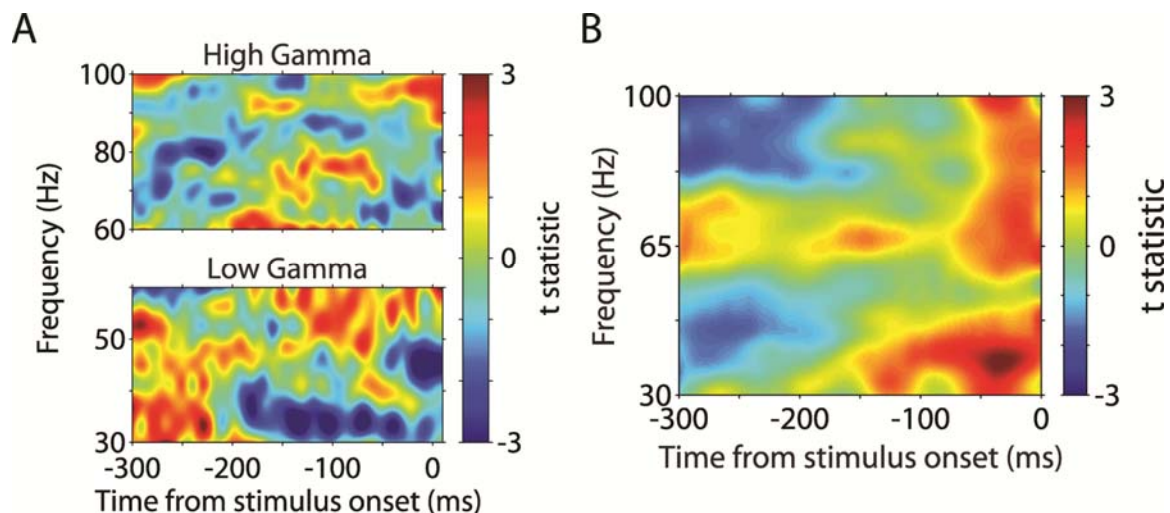 A
High Gamma
100
80
60
Frequency (Hz)
3
0
-3
t statistic
Low Gamma
50
30
-300
-200
-100
0
Time from stimulus onset (ms)
B
100
65
30
Frequency (Hz)
3
0
-3
t statistic
-300
-200
-100
0
Time from stimulus onset (ms)